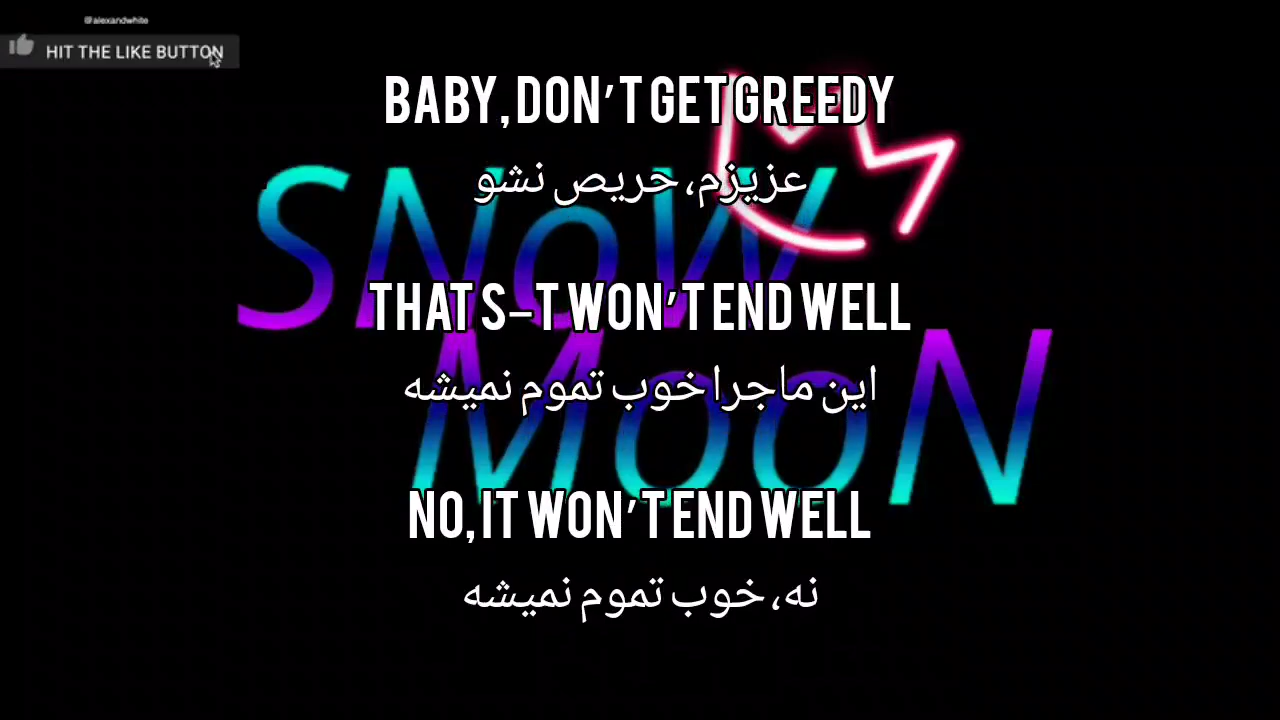 @alexandwhite
HIT THE LIKE BUTTON
BABY, DON'T GET GREEDY
عزیزم، حریص نشو
SNoW
THAT S-T WON'T END WELL
این ماجرا خوب تموم نمیشه
MooN
NO, IT WON'T END WELL
نه، خوب تموم نمیشه